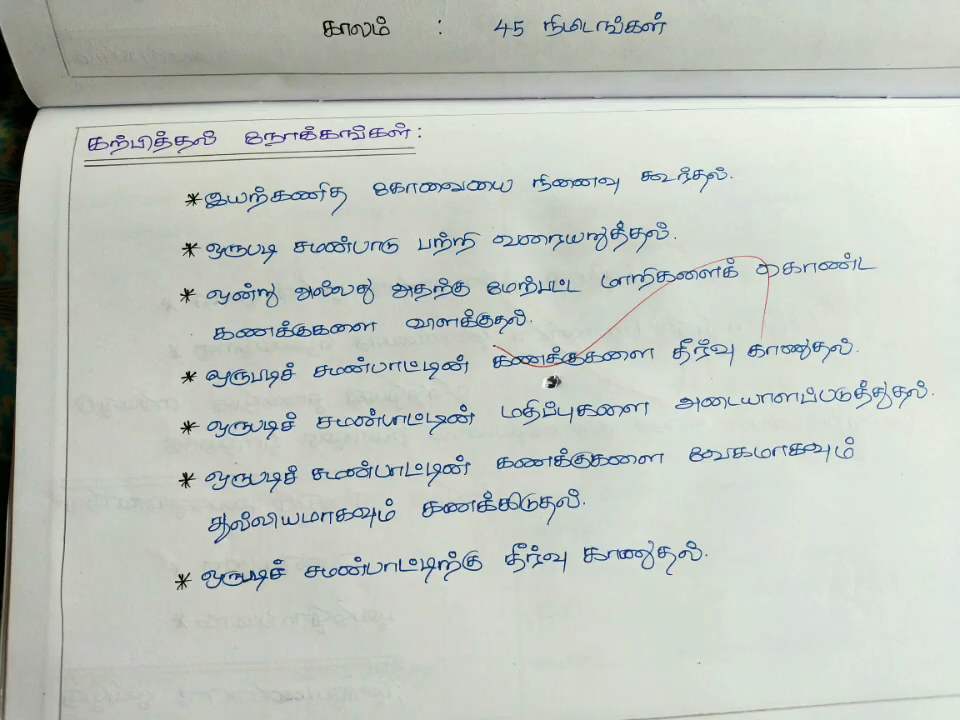 காலம் : 45 நிமிடங்கள்
கற்பித்தல் நோக்கங்கள் :
* இயற்கணித கோவையை நினைவு கூர்தல்.
* ஒருபடி சமன்பாடு பற்றி வரையறுத்தல்.
* ஒன்று அல்லது அதற்கு மேற்பட்ட மாறிகளைக் கொண்ட
கணக்குகளை விளக்குதல்.
* ஒருபடிச் சமன்பாட்டின் கணக்குகளை தீர்வு காணுதல்.
* ஒருபடிச் சமன்பாட்டின் மதிப்புகளை அடையாளப்படுத்துதல்.
* ஒருபடிச் சமன்பாட்டின் கணக்குகளை வேகமாகவும்
துல்லியமாகவும் கணக்கிடுதல்.
* ஒருபடிச் சமன்பாட்டிற்கு தீர்வு காணுதல்.